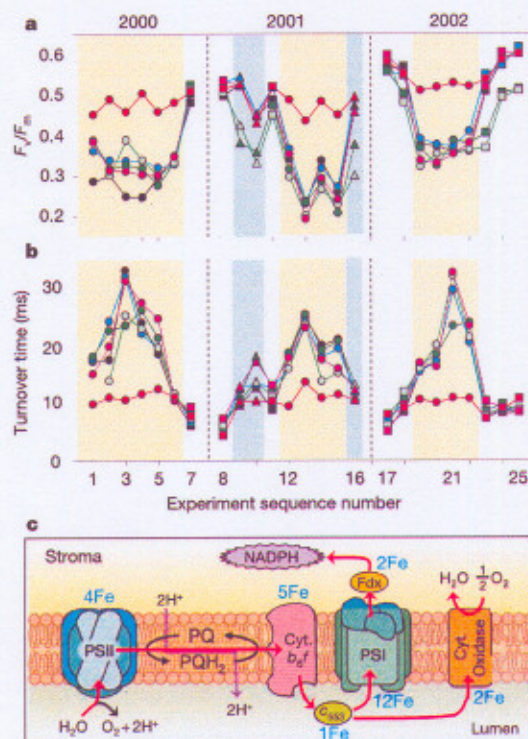 a
2000 2001 2002
Fv/Fm
0.6
0.5
0.4
0.3
0.2
b
Turnover time (ms)
30
20
10
0
1 3 5 7 8 12 16 17 21 25
Experiment sequence number
c
Stroma
NADPH
2Fe
Fdx
H2O 1/2 O2
4Fe
2H+
5Fe
PSII
PQ
PQH2
Cyt.
b6f
PSI
Cyt.
Oxidase
2H+
C553
12Fe
2Fe
H2O O2 + 2H+
1Fe
Lumen